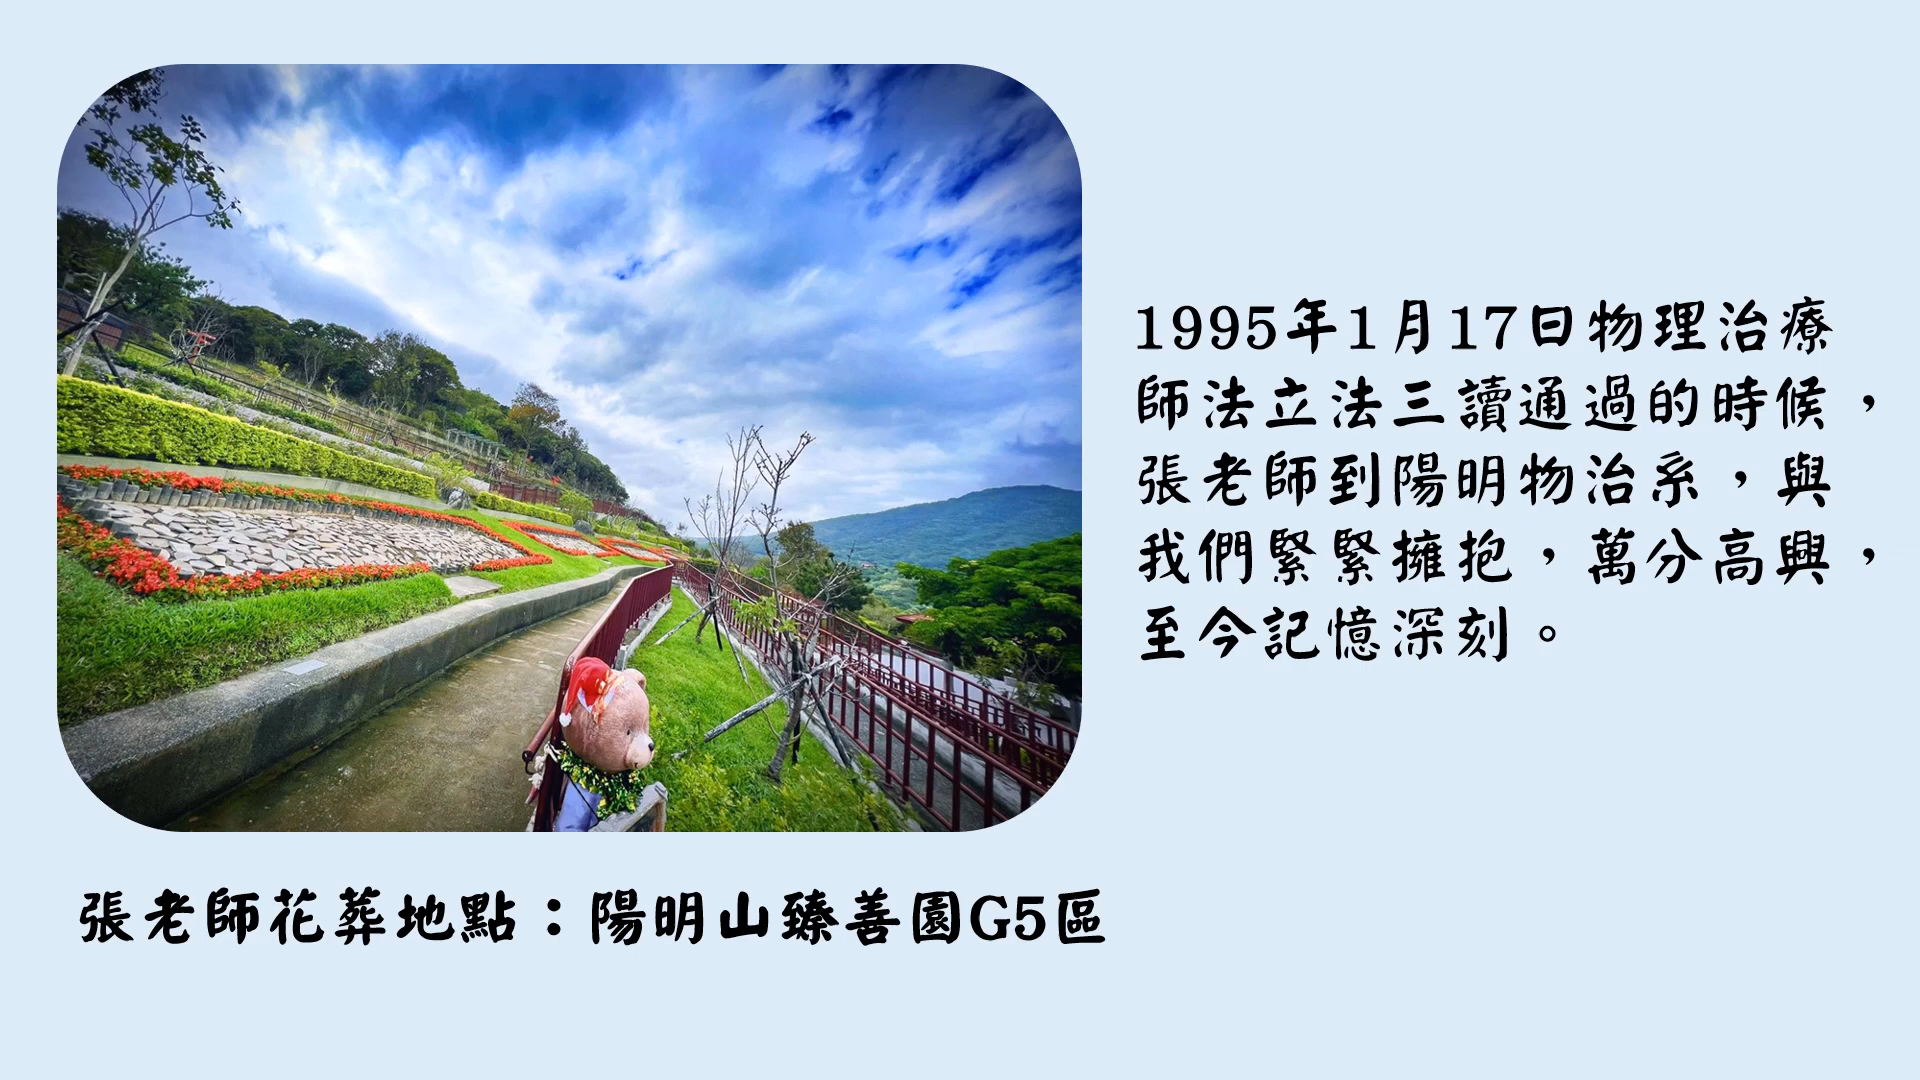 1995年1月17日物理治療
師法立法三讀通過的時候，
張老師到陽明物治系，與
我們緊緊擁抱，萬分高興，
至今記憶深刻。
張老師花葬地點：陽明山臻善園G5區